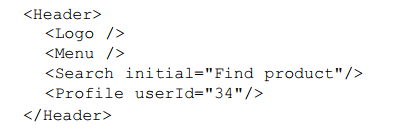 <Header>
  <Logo />
  <Menu />
  <Search initial="Find product"/>
  <Profile userId="34"/>
</Header>